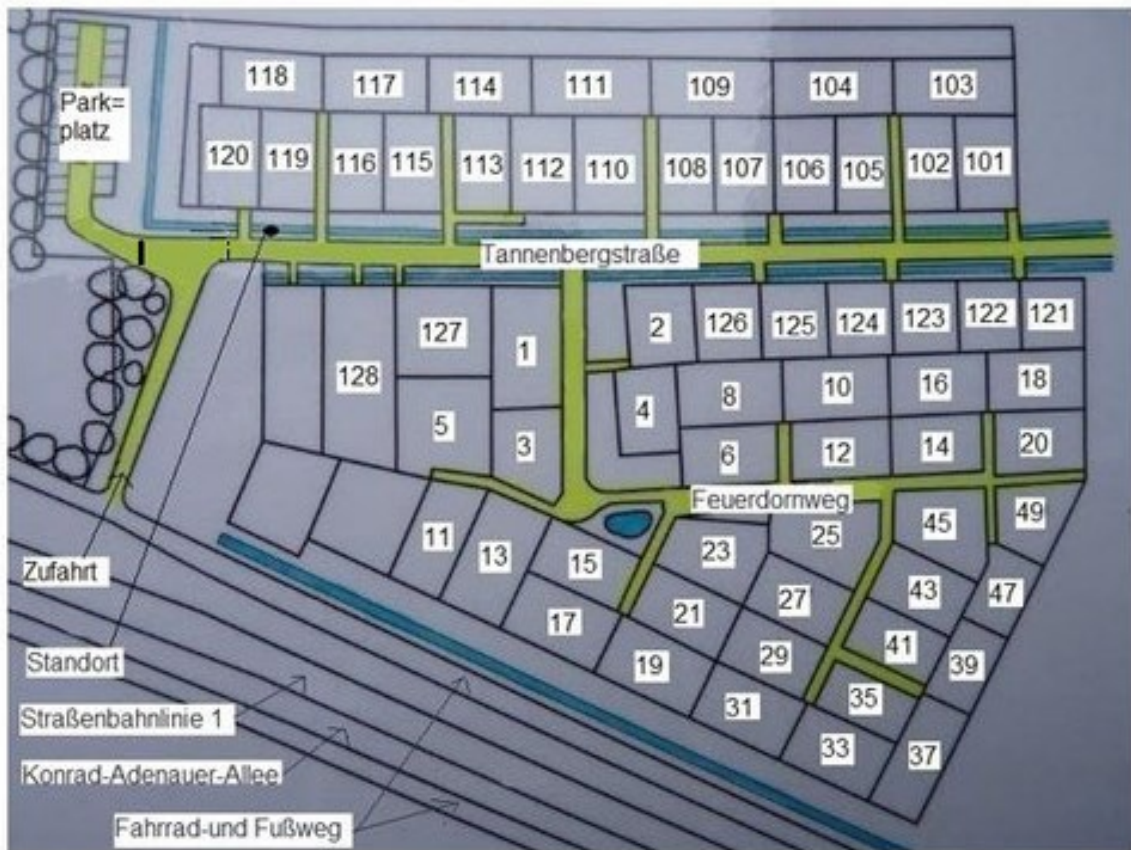 118 117 114 111 109 104 103
Park=
platz
120 119 116 115 113 112 110 108 107 106 105 102 101
Tannenbergstraße
127 1 2 126 125 124 123 122 121
128
5 3 4 8 10 16 18
6 12 14 20
Feuerdornweg
11 13 15 23 25 45 49
17 21 27 43 47
19 29 41 39
31 35
33 37
Zufahrt
Standort
Straßenbahnlinie 1
Konrad-Adenauer-Allee
Fahrrad-und Fußweg